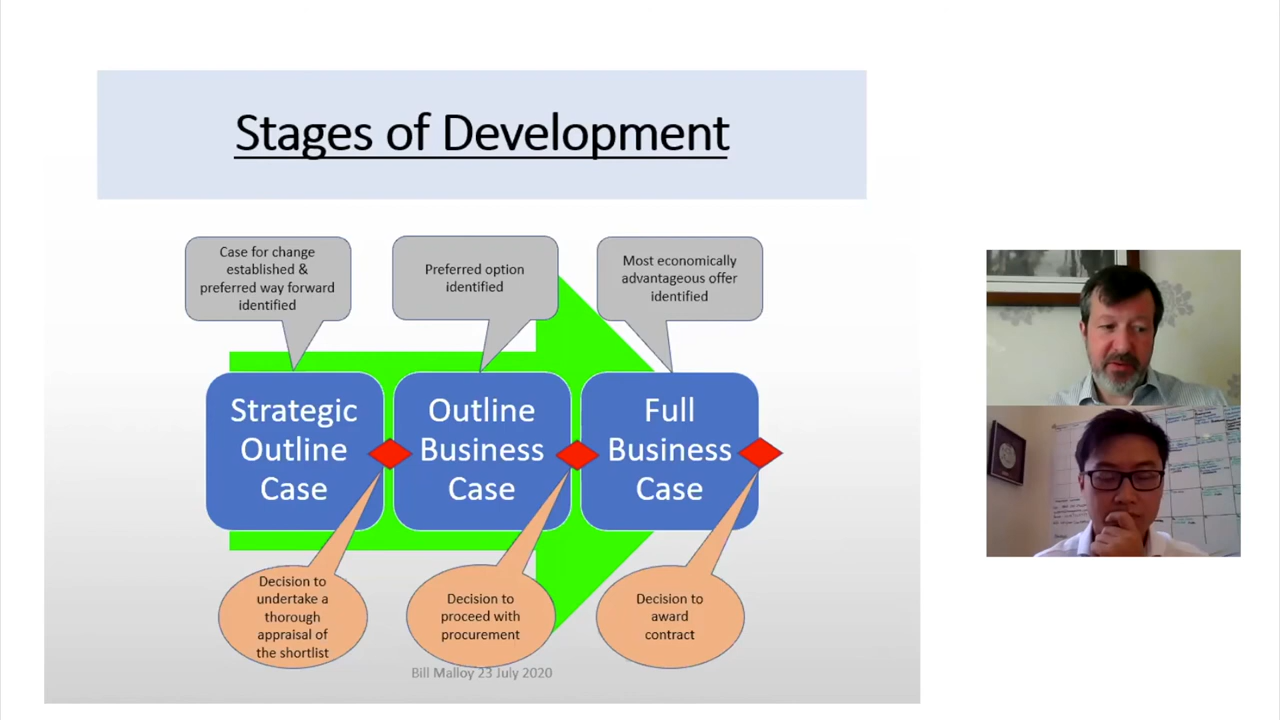 Stages of Development
Case for change
established &
preferred way forward
identified
Preferred option
identified
Most economically
advantageous offer
identified
Strategic
Outline
Case
Outline
Business
Case
Full
Business
Case
Decision to
undertake a
thorough
appraisal of
the shortlist
Decision to
proceed with
procurement
Decision to
award
contract
Bill Malloy 23 July 2020